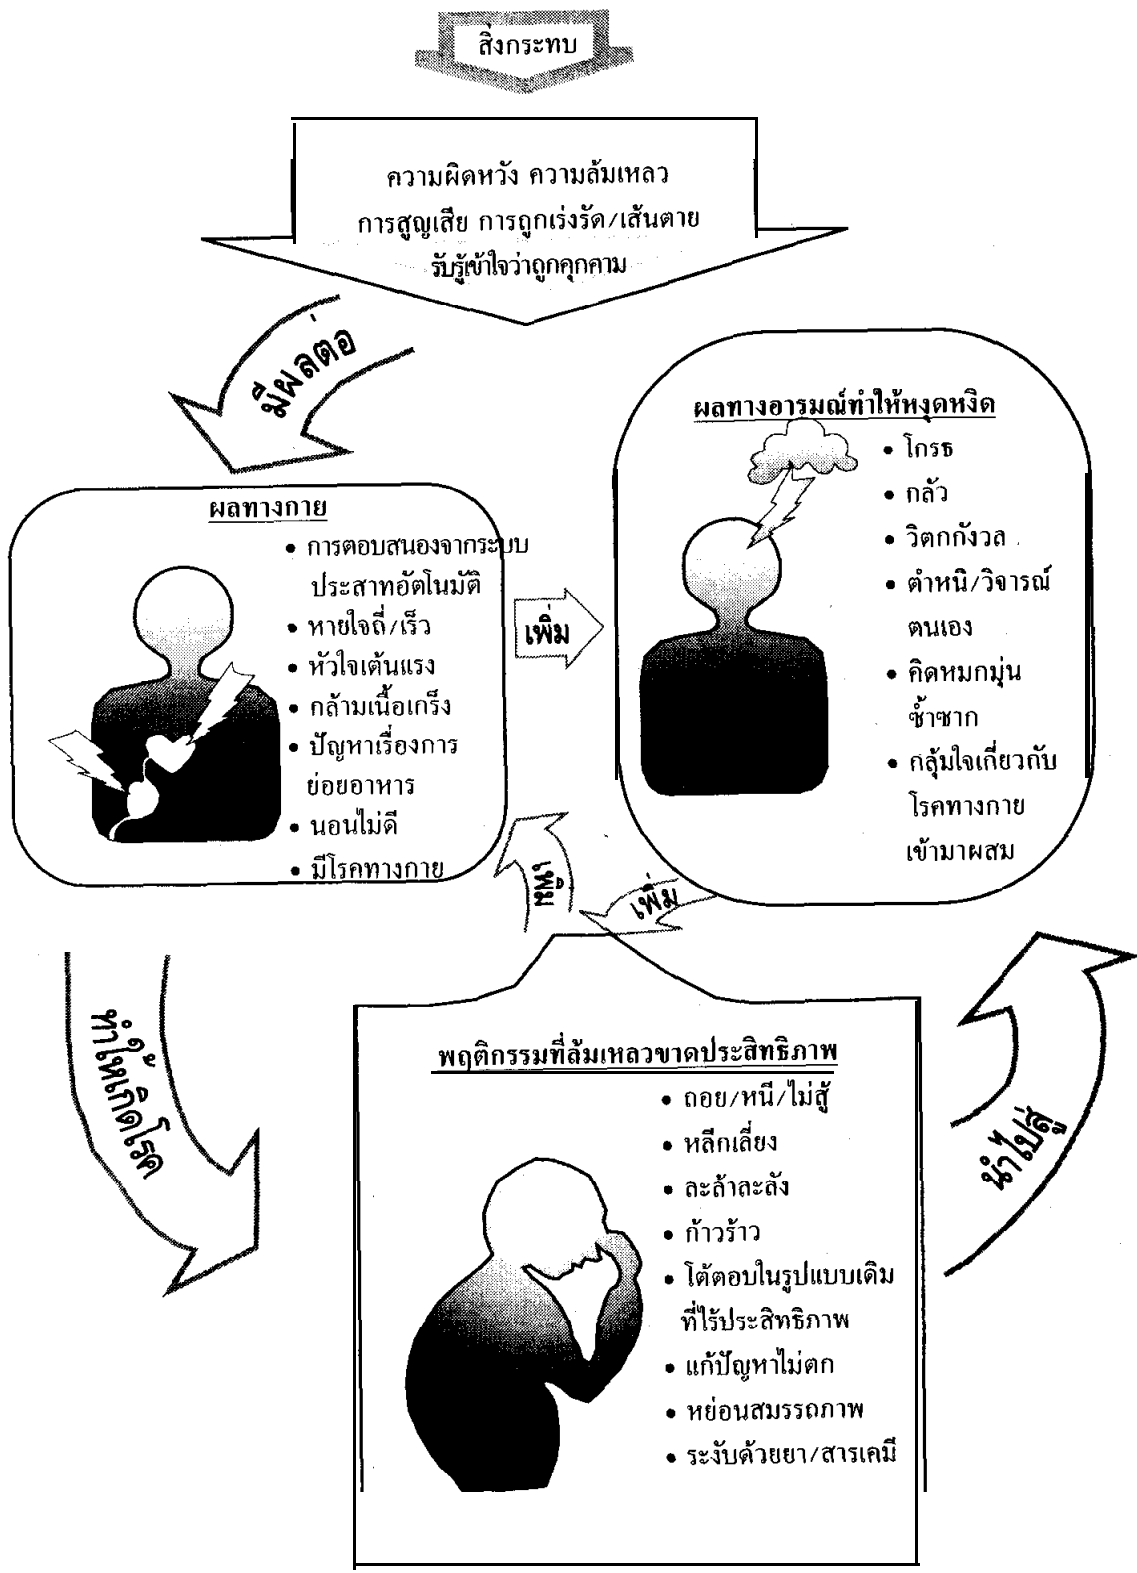 สิ่งกระทบ
ความผิดหวัง ความล้มเหลว
การสูญเสีย การถูกเร่งรัด/เส้นตาย
รับรู้เข้าใจว่าถูกคุกคาม
มีผลต่อ
ผลทางกาย
• การตอบสนองจากระบบ
ประสาทอัตโนมัติ
• หายใจถี่/เร็ว
• หัวใจเต้นแรง
• กล้ามเนื้อเกร็ง
• ปัญหาเรื่องการ
ย่อยอาหาร
• นอนไม่ดี
• มีโรคทางกาย
เพิ่ม
ผลทางอารมณ์ทำให้หงุดหงิด
• โกรธ
• กลัว
• วิตกกังวล
• ตำหนิ/วิจารณ์
ตนเอง
• คิดหมกมุ่น
ซ้ำซาก
• กลุ้มใจเกี่ยวกับ
โรคทางกาย
เข้ามาผสม
เพิ่ม
เพิ่ม
ทำให้เกิดโรค
พฤติกรรมที่ล้มเหลวขาดประสิทธิภาพ
• ถอย/หนี/ไม่สู้
• หลีกเลี่ยง
• ละล้าละลัง
• ก้าวร้าว
• โต้ตอบในรูปแบบเดิม
ที่ไร้ประสิทธิภาพ
• แก้ปัญหาไม่ตก
• หย่อนสมรรถภาพ
• ระงับด้วยยา/สารเคมี
นำไปสู่